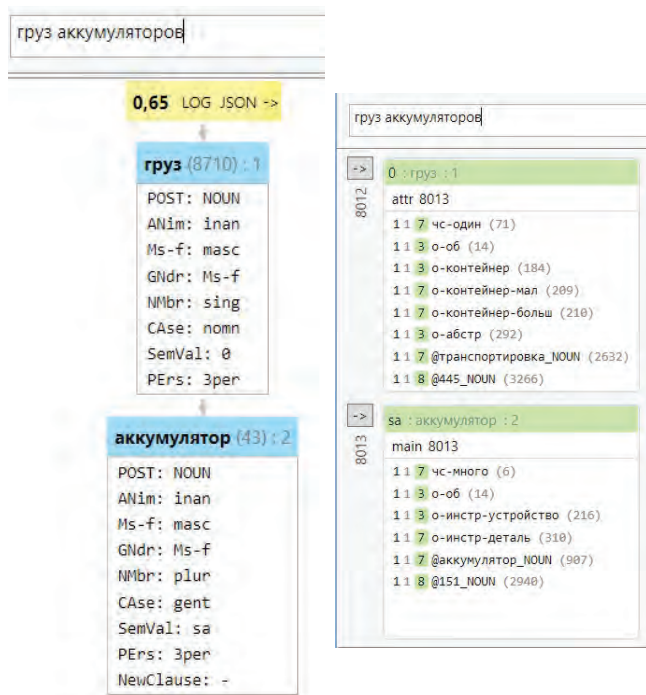 груз аккумуляторов
0,65 LOG JSON ->
груз (8710) : 1
POST: NOUN
ANim: inan
Ms-f: masc
GNdr: Ms-f
NMbr: sing
CAse: nomn
SemVal: 0
PErs: 3per
аккумулятор (43) : 2
POST: NOUN
ANim: inan
Ms-f: masc
GNdr: Ms-f
NMbr: plur
CAse: gent
SemVal: sa
PErs: 3per
NewClause: -
груз аккумуляторов
->
8012
0 : груз : 1
attr 8013
1 1 7 чс-один (71)
1 1 3 о-об (14)
1 1 3 о-контейнер (184)
1 1 7 о-контейнер-мал (209)
1 1 7 о-контейнер-больш (210)
1 1 3 о-абстр (292)
1 1 7 @транспортировка_NOUN (2632)
1 1 8 @445_NOUN (3266)
->
8013
sa : аккумулятор : 2
main 8013
1 1 7 чс-много (6)
1 1 3 о-об (14)
1 1 3 о-инстр-устройство (216)
1 1 7 о-инстр-деталь (310)
1 1 7 @аккумулятор_NOUN (907)
1 1 8 @151_NOUN (2940)